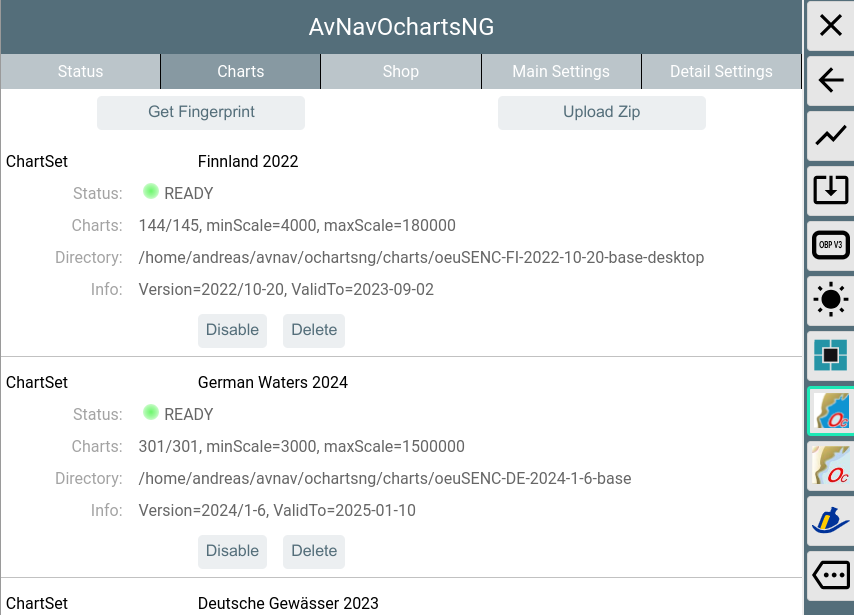 AvNavOchartsNG
Status Charts Shop Main Settings Detail Settings
Get Fingerprint Upload Zip
ChartSet Finnland 2022
Status: READY
Charts: 144/145, minScale=4000, maxScale=180000
Directory: /home/andreas/avnav/ochartsng/charts/oeuSENC-FI-2022-10-20-base-desktop
Info: Version=2022/10-20, ValidTo=2023-09-02
Disable Delete
ChartSet German Waters 2024
Status: READY
Charts: 301/301, minScale=3000, maxScale=1500000
Directory: /home/andreas/avnav/ochartsng/charts/oeuSENC-DE-2024-1-6-base
Info: Version=2024/1-6, ValidTo=2025-01-10
Disable Delete
ChartSet Deutsche Gewässer 2023
OBP V3
Oc
Oc